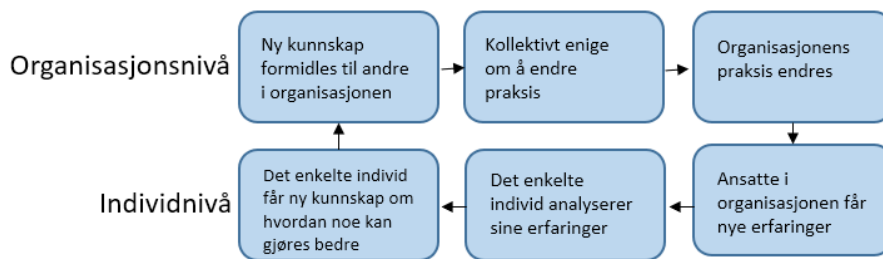 Organisasjonsnivå
Ny kunnskap
formidles til andre
i organisasjonen
Kollektivt enige
om å endre
praksis
Organisasjonens
praksis endres
Individnivå
Det enkelte individ
får ny kunnskap om
hvordan noe kan
gjøres bedre
Det enkelte
individ analyserer
sine erfaringer
Ansatte i
organisasjonen får
nye erfaringer